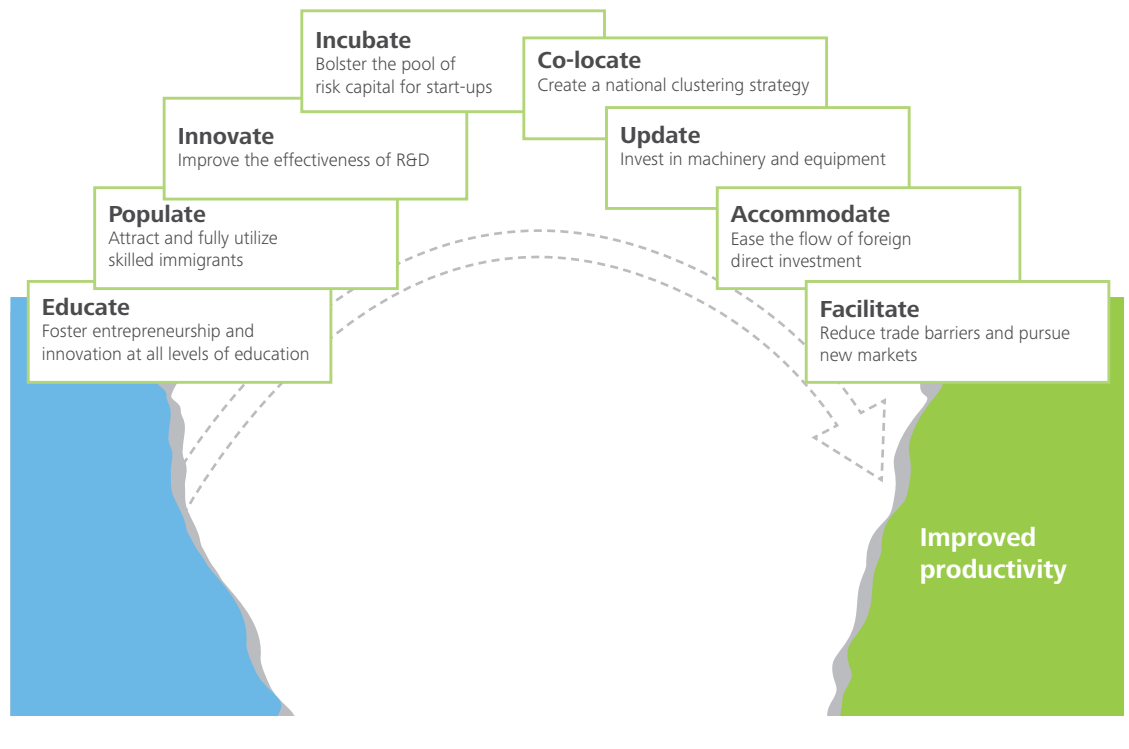 Incubate
Bolster the pool of
risk capital for start-ups
Co-locate
Create a national clustering strategy
Innovate
Improve the effectiveness of R&D
Update
Invest in machinery and equipment
Populate
Attract and fully utilize
skilled immigrants
Accommodate
Ease the flow of foreign
direct investment
Educate
Foster entrepreneurship and
innovation at all levels of education
Facilitate
Reduce trade barriers and pursue
new markets
Improved
productivity